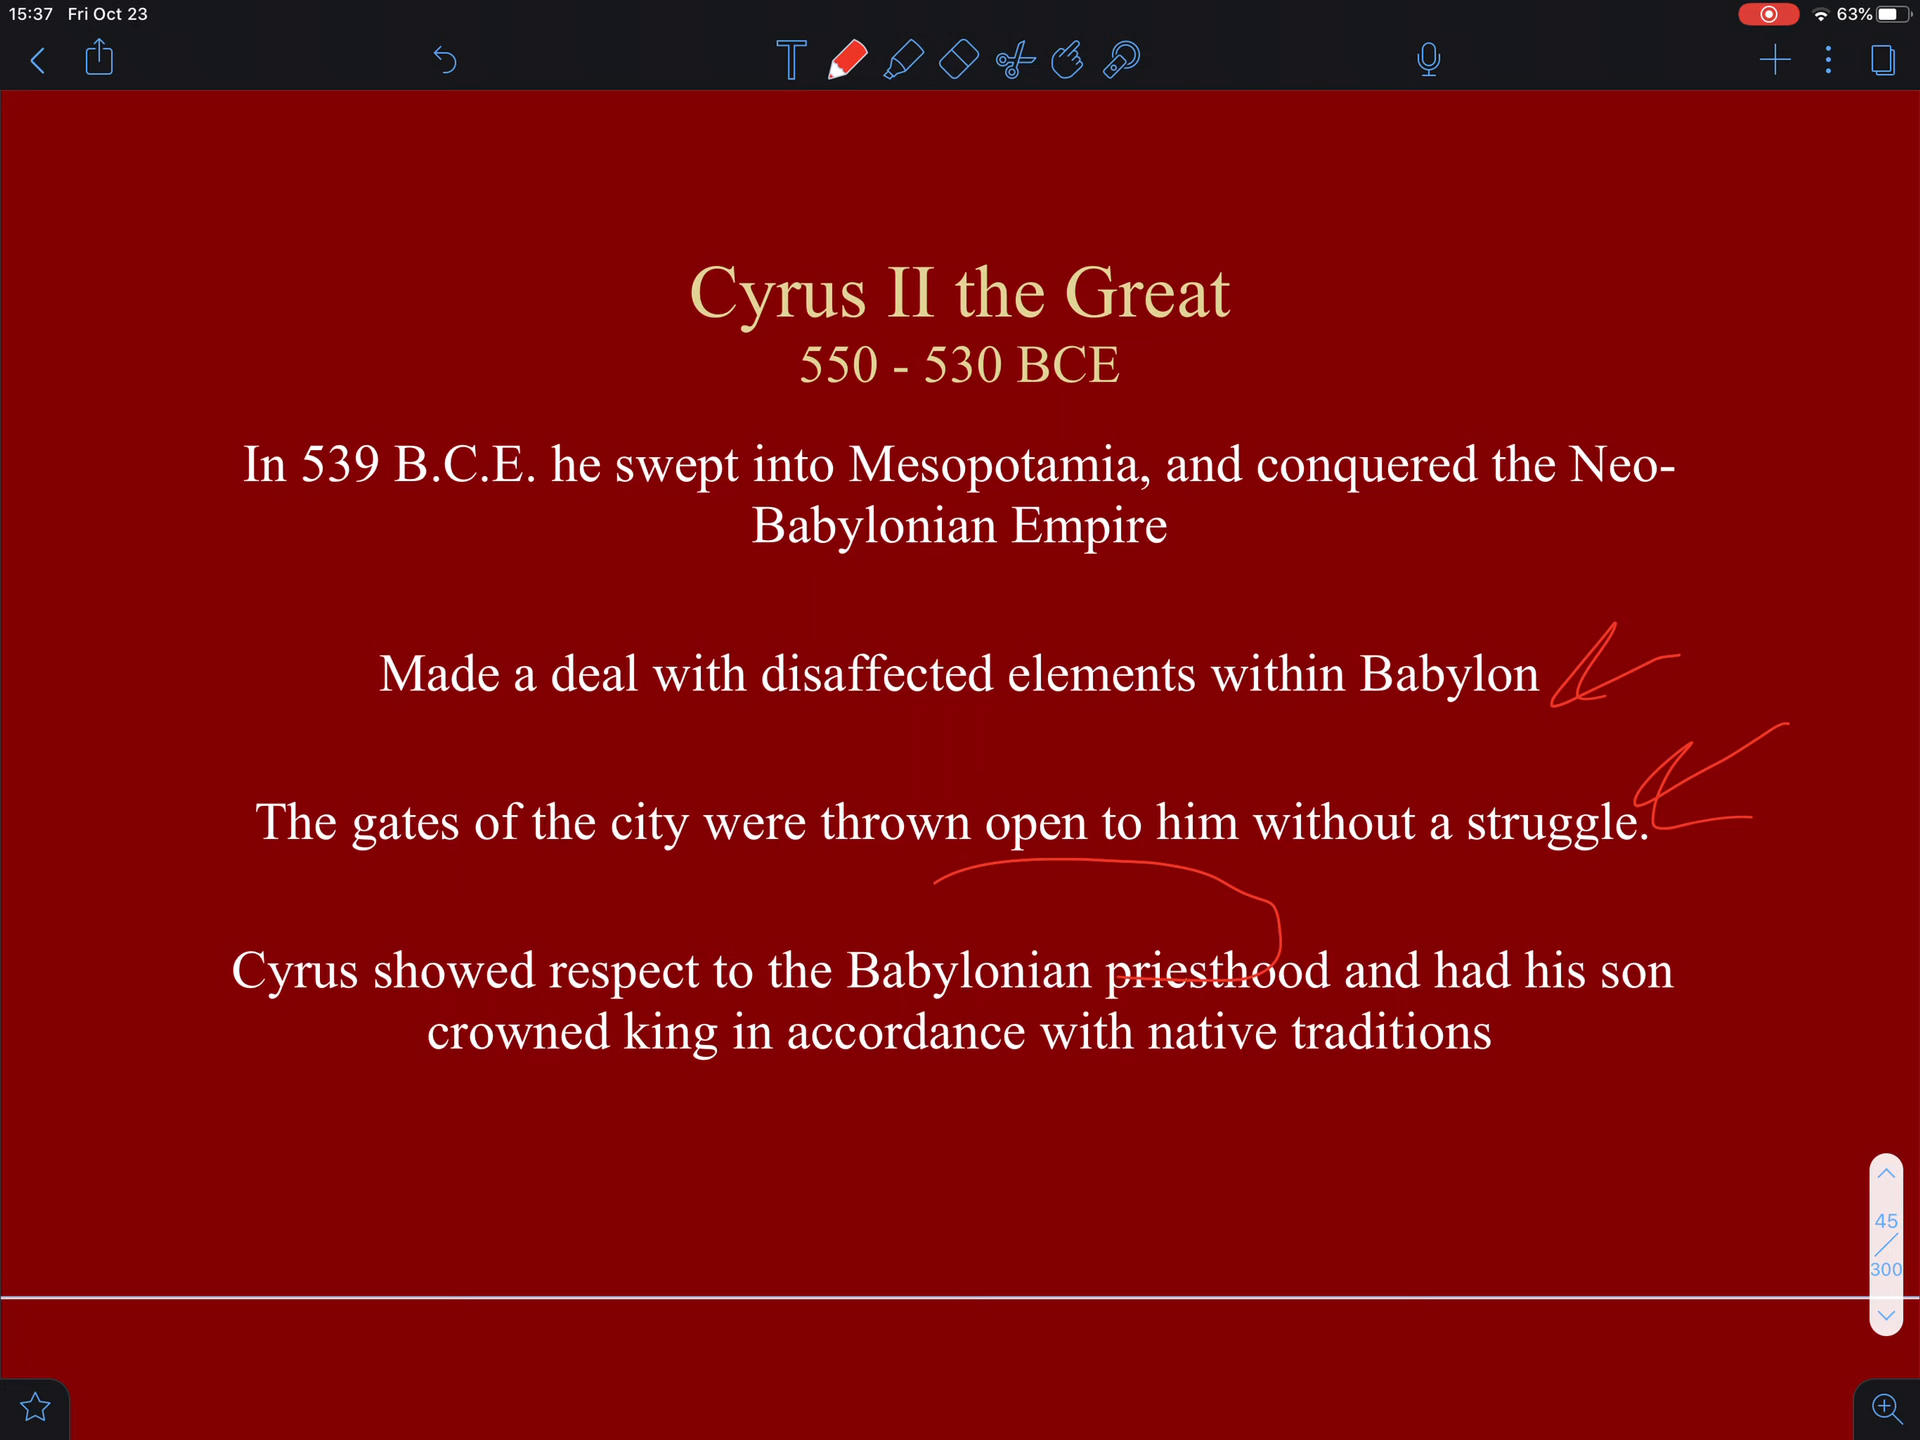 15:37 Fri Oct 23
63%
Cyrus II the Great
550 - 530 BCE
In 539 B.C.E. he swept into Mesopotamia, and conquered the Neo-
Babylonian Empire
Made a deal with disaffected elements within Babylon
The gates of the city were thrown open to him without a struggle.
Cyrus showed respect to the Babylonian priesthood and had his son
crowned king in accordance with native traditions
45
/
300